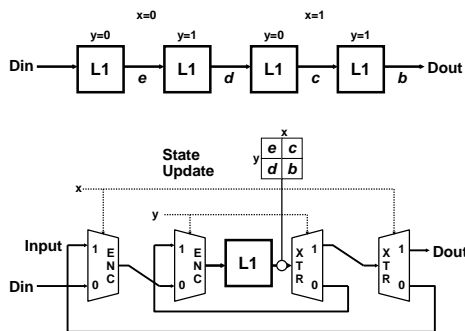 x=0 x=1
y=0 y=1 y=0 y=1
Din L1 e L1 d L1 c L1 b Dout
x
State
Update
y
e c
d b
x
y
Input
Din
1 ENC 0
1 ENC 0
L1
XTR 1 0
XTR 1 0
Dout